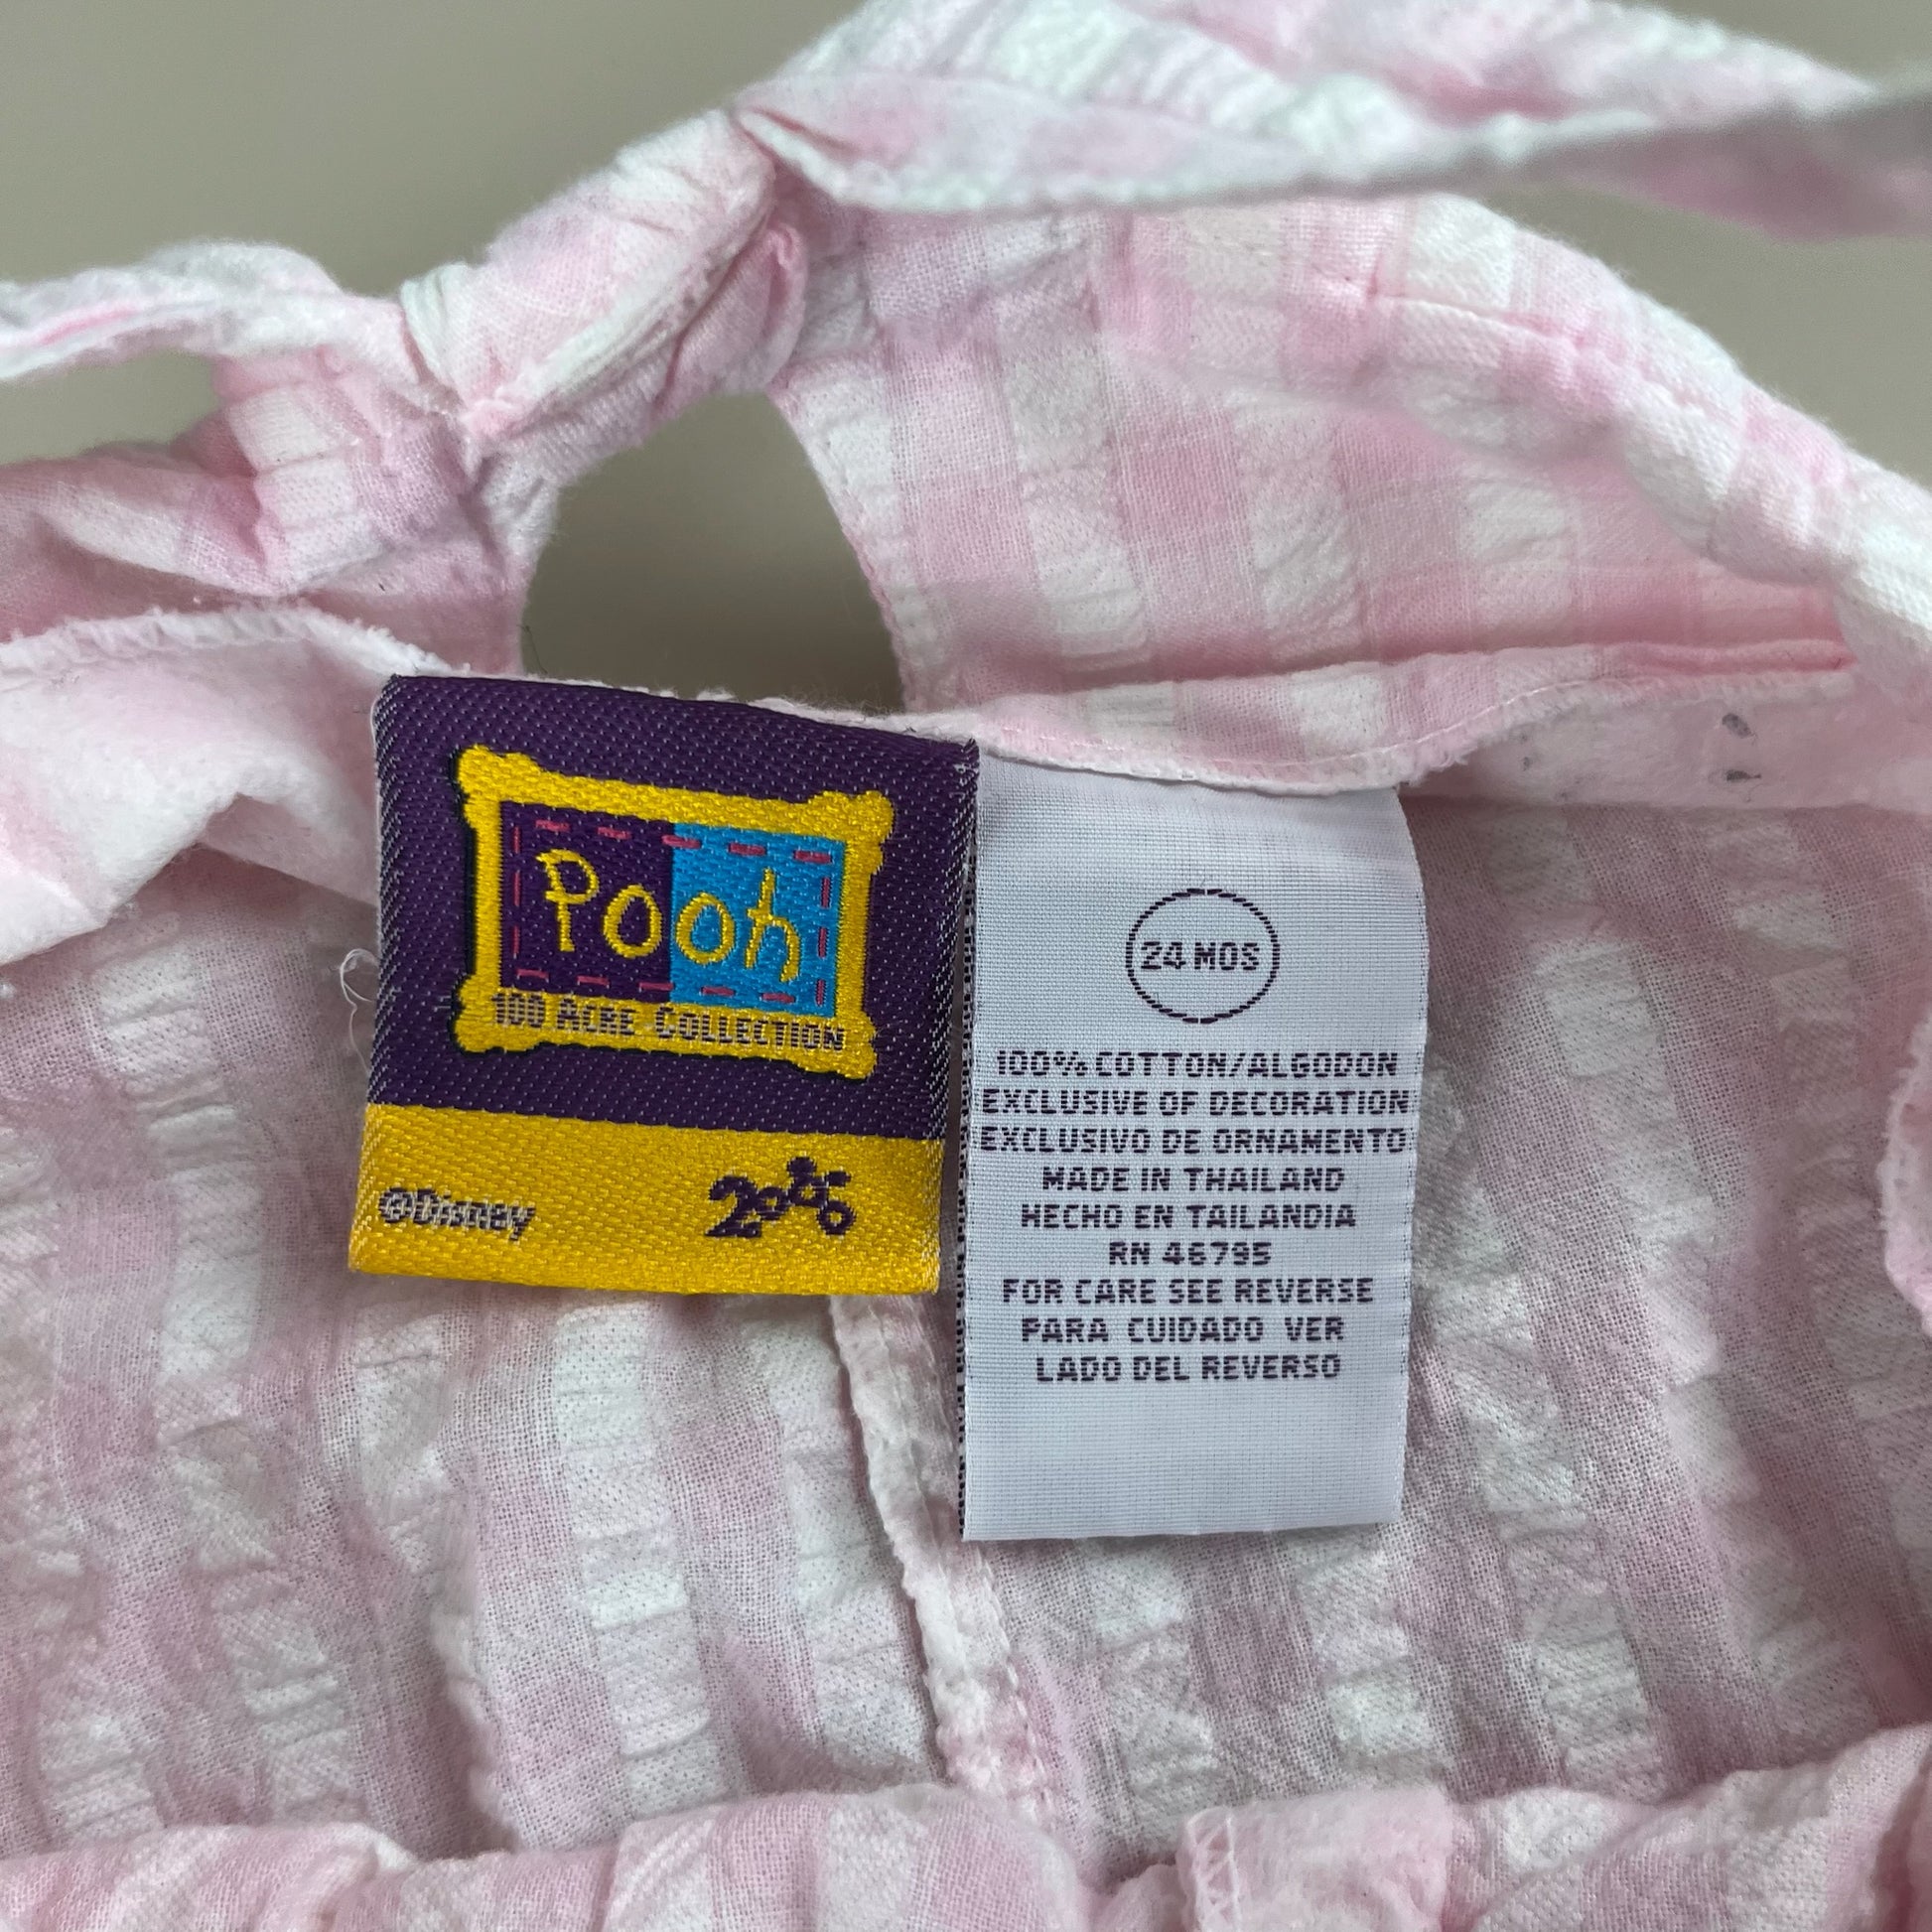 Pooh
100 ACRE COLLECTION
©Disney
24 MOS
100% COTTON/ALGODON
EXCLUSIVE OF DECORATION
EXCLUSIVO DE ORNAMENTO
MADE IN THAILAND
HECHO EN TAILANDIA
RN 46795
FOR CARE SEE REVERSE
PARA CUIDADO VER
LADO DEL REVERSO